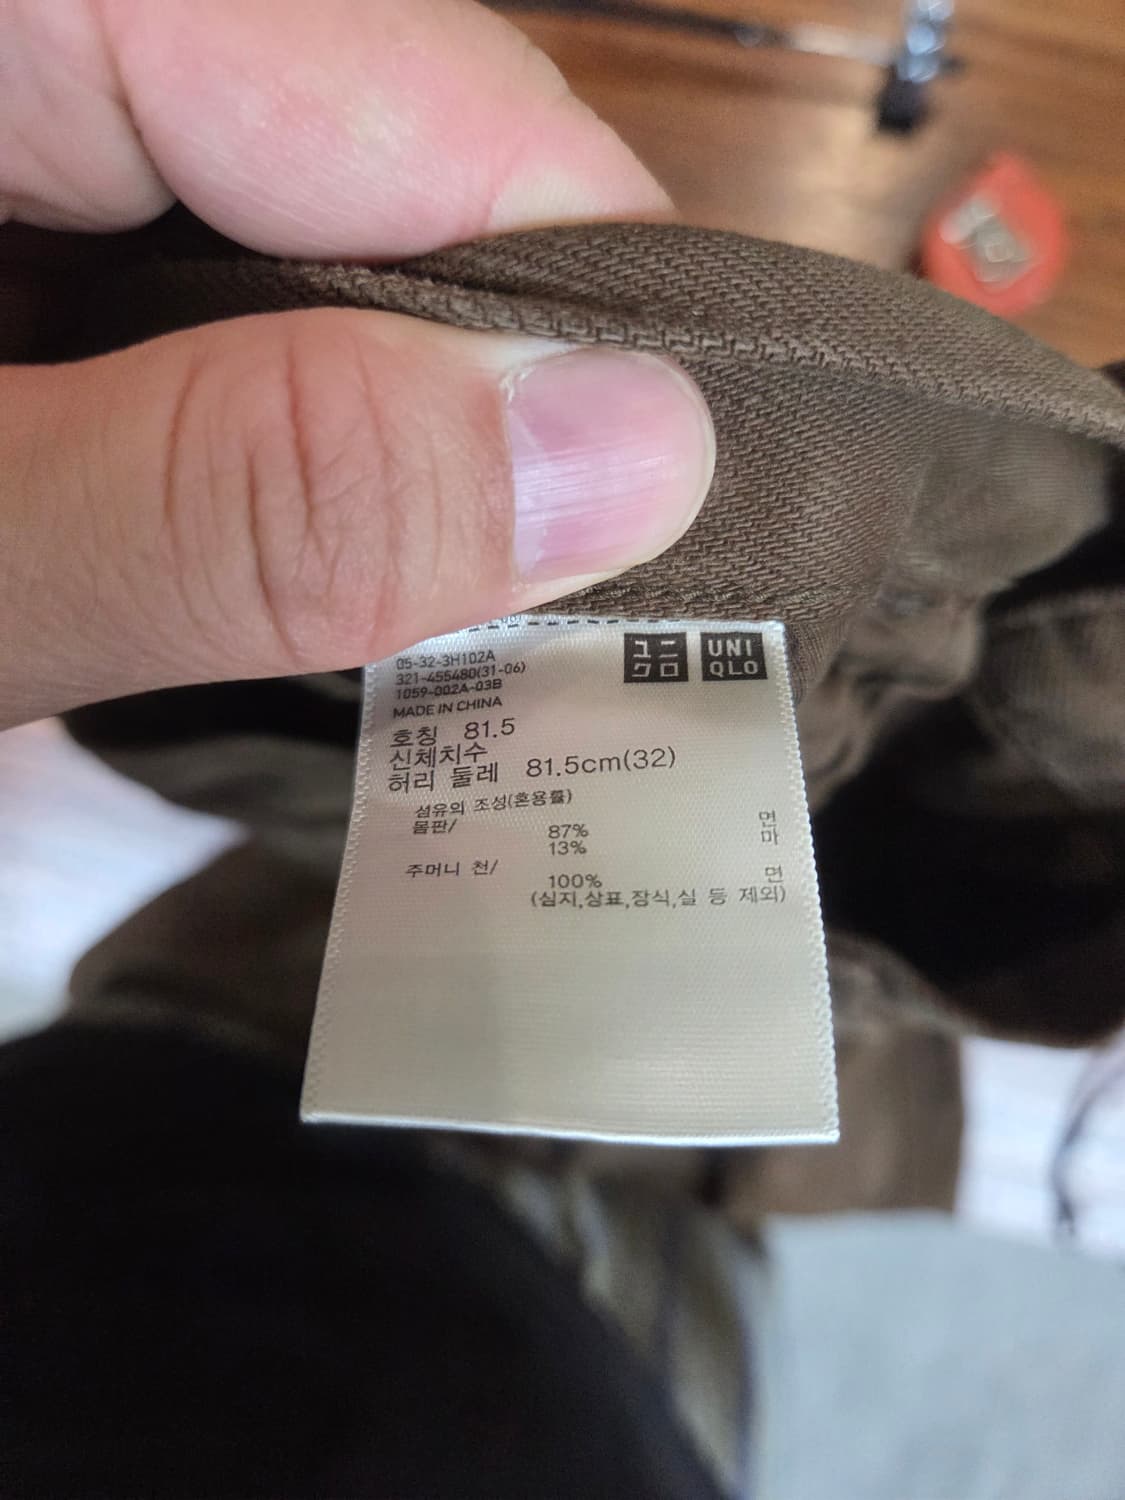 ユニ UNI
クロ QLO
05-32-3H102A
321-455480(31-06)
1059-002A-03B
MADE IN CHINA
호칭 81.5
신체치수
허리 둘레 81.5cm(32)
섬유의 조성(혼용률)
몸판/ 87% 면
13% 마
주머니 천/ 100% 면
(심지,상표,장식,실 등 제외)